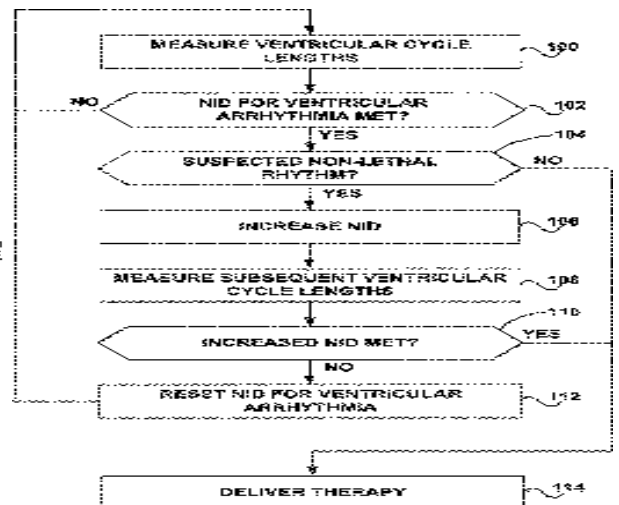 MEASURE VENTRICULAR CYCLE
LENGTHS
100
NO
NID FOR VENTRICULAR
ARRHYTHMIA MET?
102
YES
104
SUSPECTED NON-LETHAL
RHYTHM?
NO
YES
INCREASE NID
106
MEASURE SUBSEQUENT VENTRICULAR
CYCLE LENGTHS
108
110
INCREASED NID MET?
YES
NO
RESET NID FOR VENTRICULAR
ARRHYTHMIA
112
DELIVER THERAPY
114